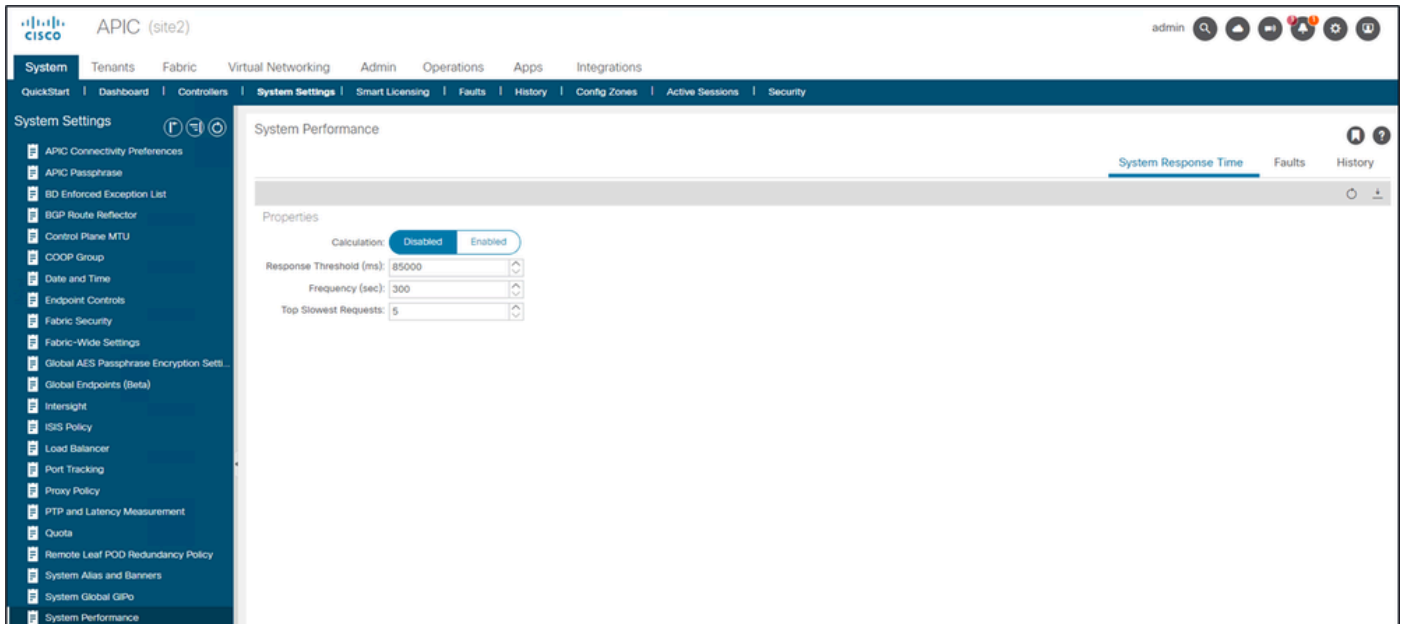 CISCO
APIC (site2)
admin
3
1
System Tenants Fabric Virtual Networking Admin Operations Apps Integrations
QuickStart | Dashboard | Controllers | System Settings | Smart Licensing | Faults | History | Config Zones | Active Sessions | Security
System Settings
APIC Connectivity Preferences
APIC Passphrase
BD Enforced Exception List
BGP Route Reflector
Control Plane MTU
COOP Group
Date and Time
Endpoint Controls
Fabric Security
Fabric-Wide Settings
Global AES Passphrase Encryption Setti...
Global Endpoints (Beta)
Intersight
ISIS Policy
Load Balancer
Port Tracking
Proxy Policy
PTP and Latency Measurement
Quota
Remote Leaf POD Redundancy Policy
System Alias and Banners
System Global GIPo
System Performance
System Performance
System Response Time Faults History
Properties
Calculation: Disabled Enabled
Response Threshold (ms): 85000
Frequency (sec): 300
Top Slowest Requests: 5